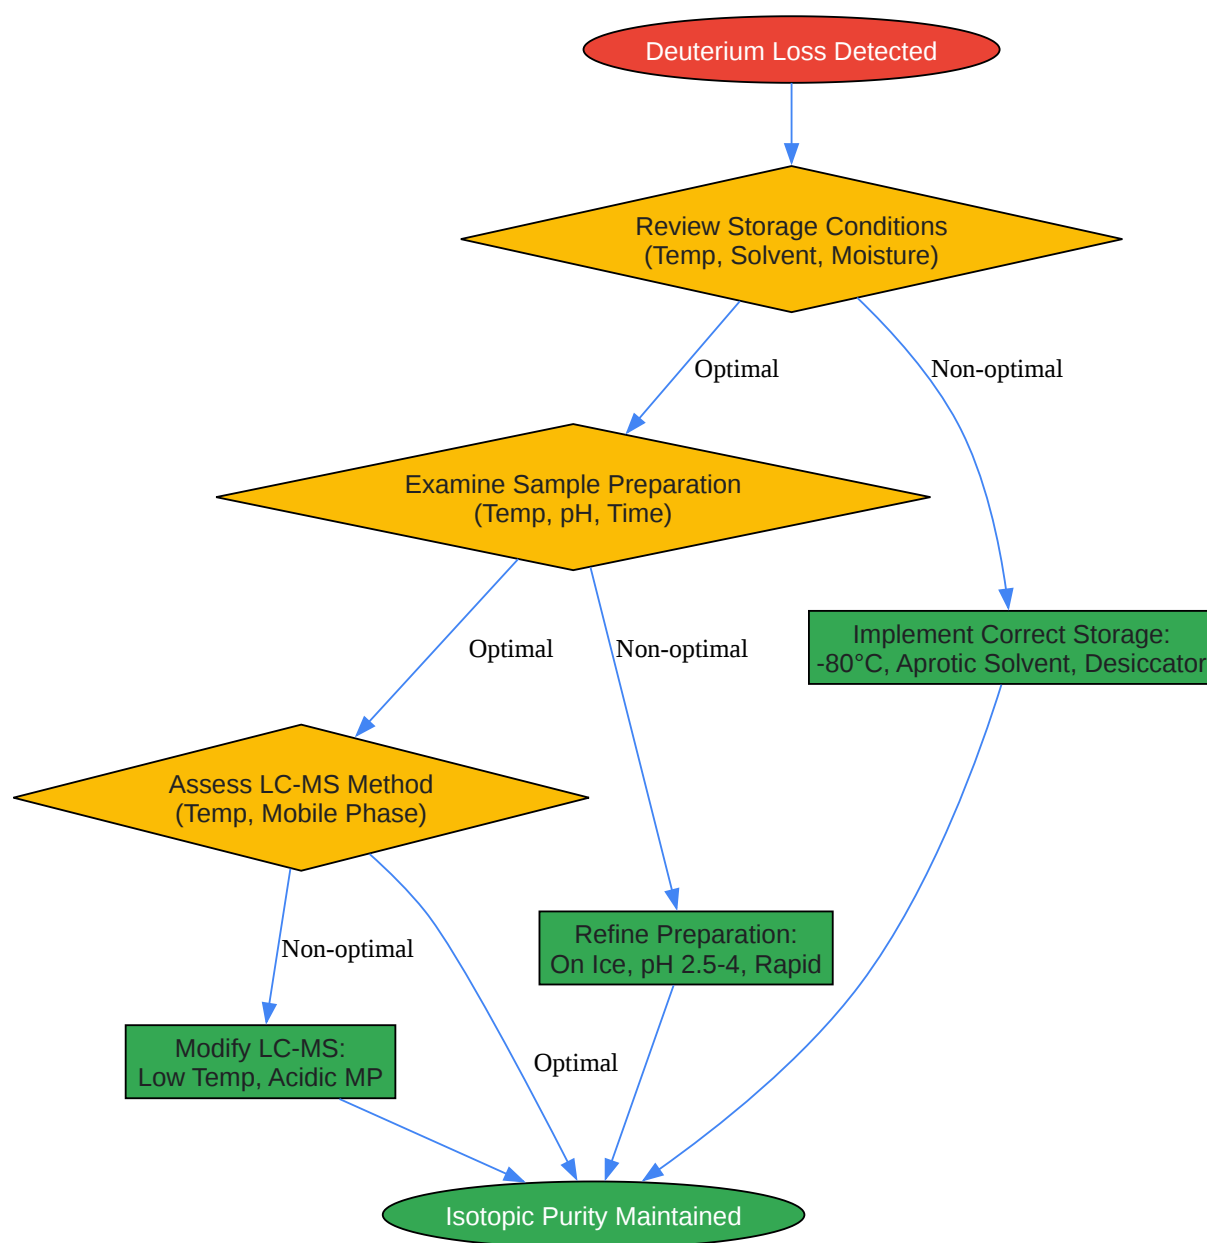 Deuterium Loss Detected
Review Storage Conditions
(Temp, Solvent, Moisture)
Optimal
Non-optimal
Examine Sample Preparation
(Temp, pH, Time)
Optimal
Non-optimal
Implement Correct Storage:
-80°C, Aprotic Solvent, Desiccator
Assess LC-MS Method
(Temp, Mobile Phase)
Non-optimal
Refine Preparation:
On Ice, pH 2.5-4, Rapid
Modify LC-MS:
Low Temp, Acidic MP
Optimal
Isotopic Purity Maintained